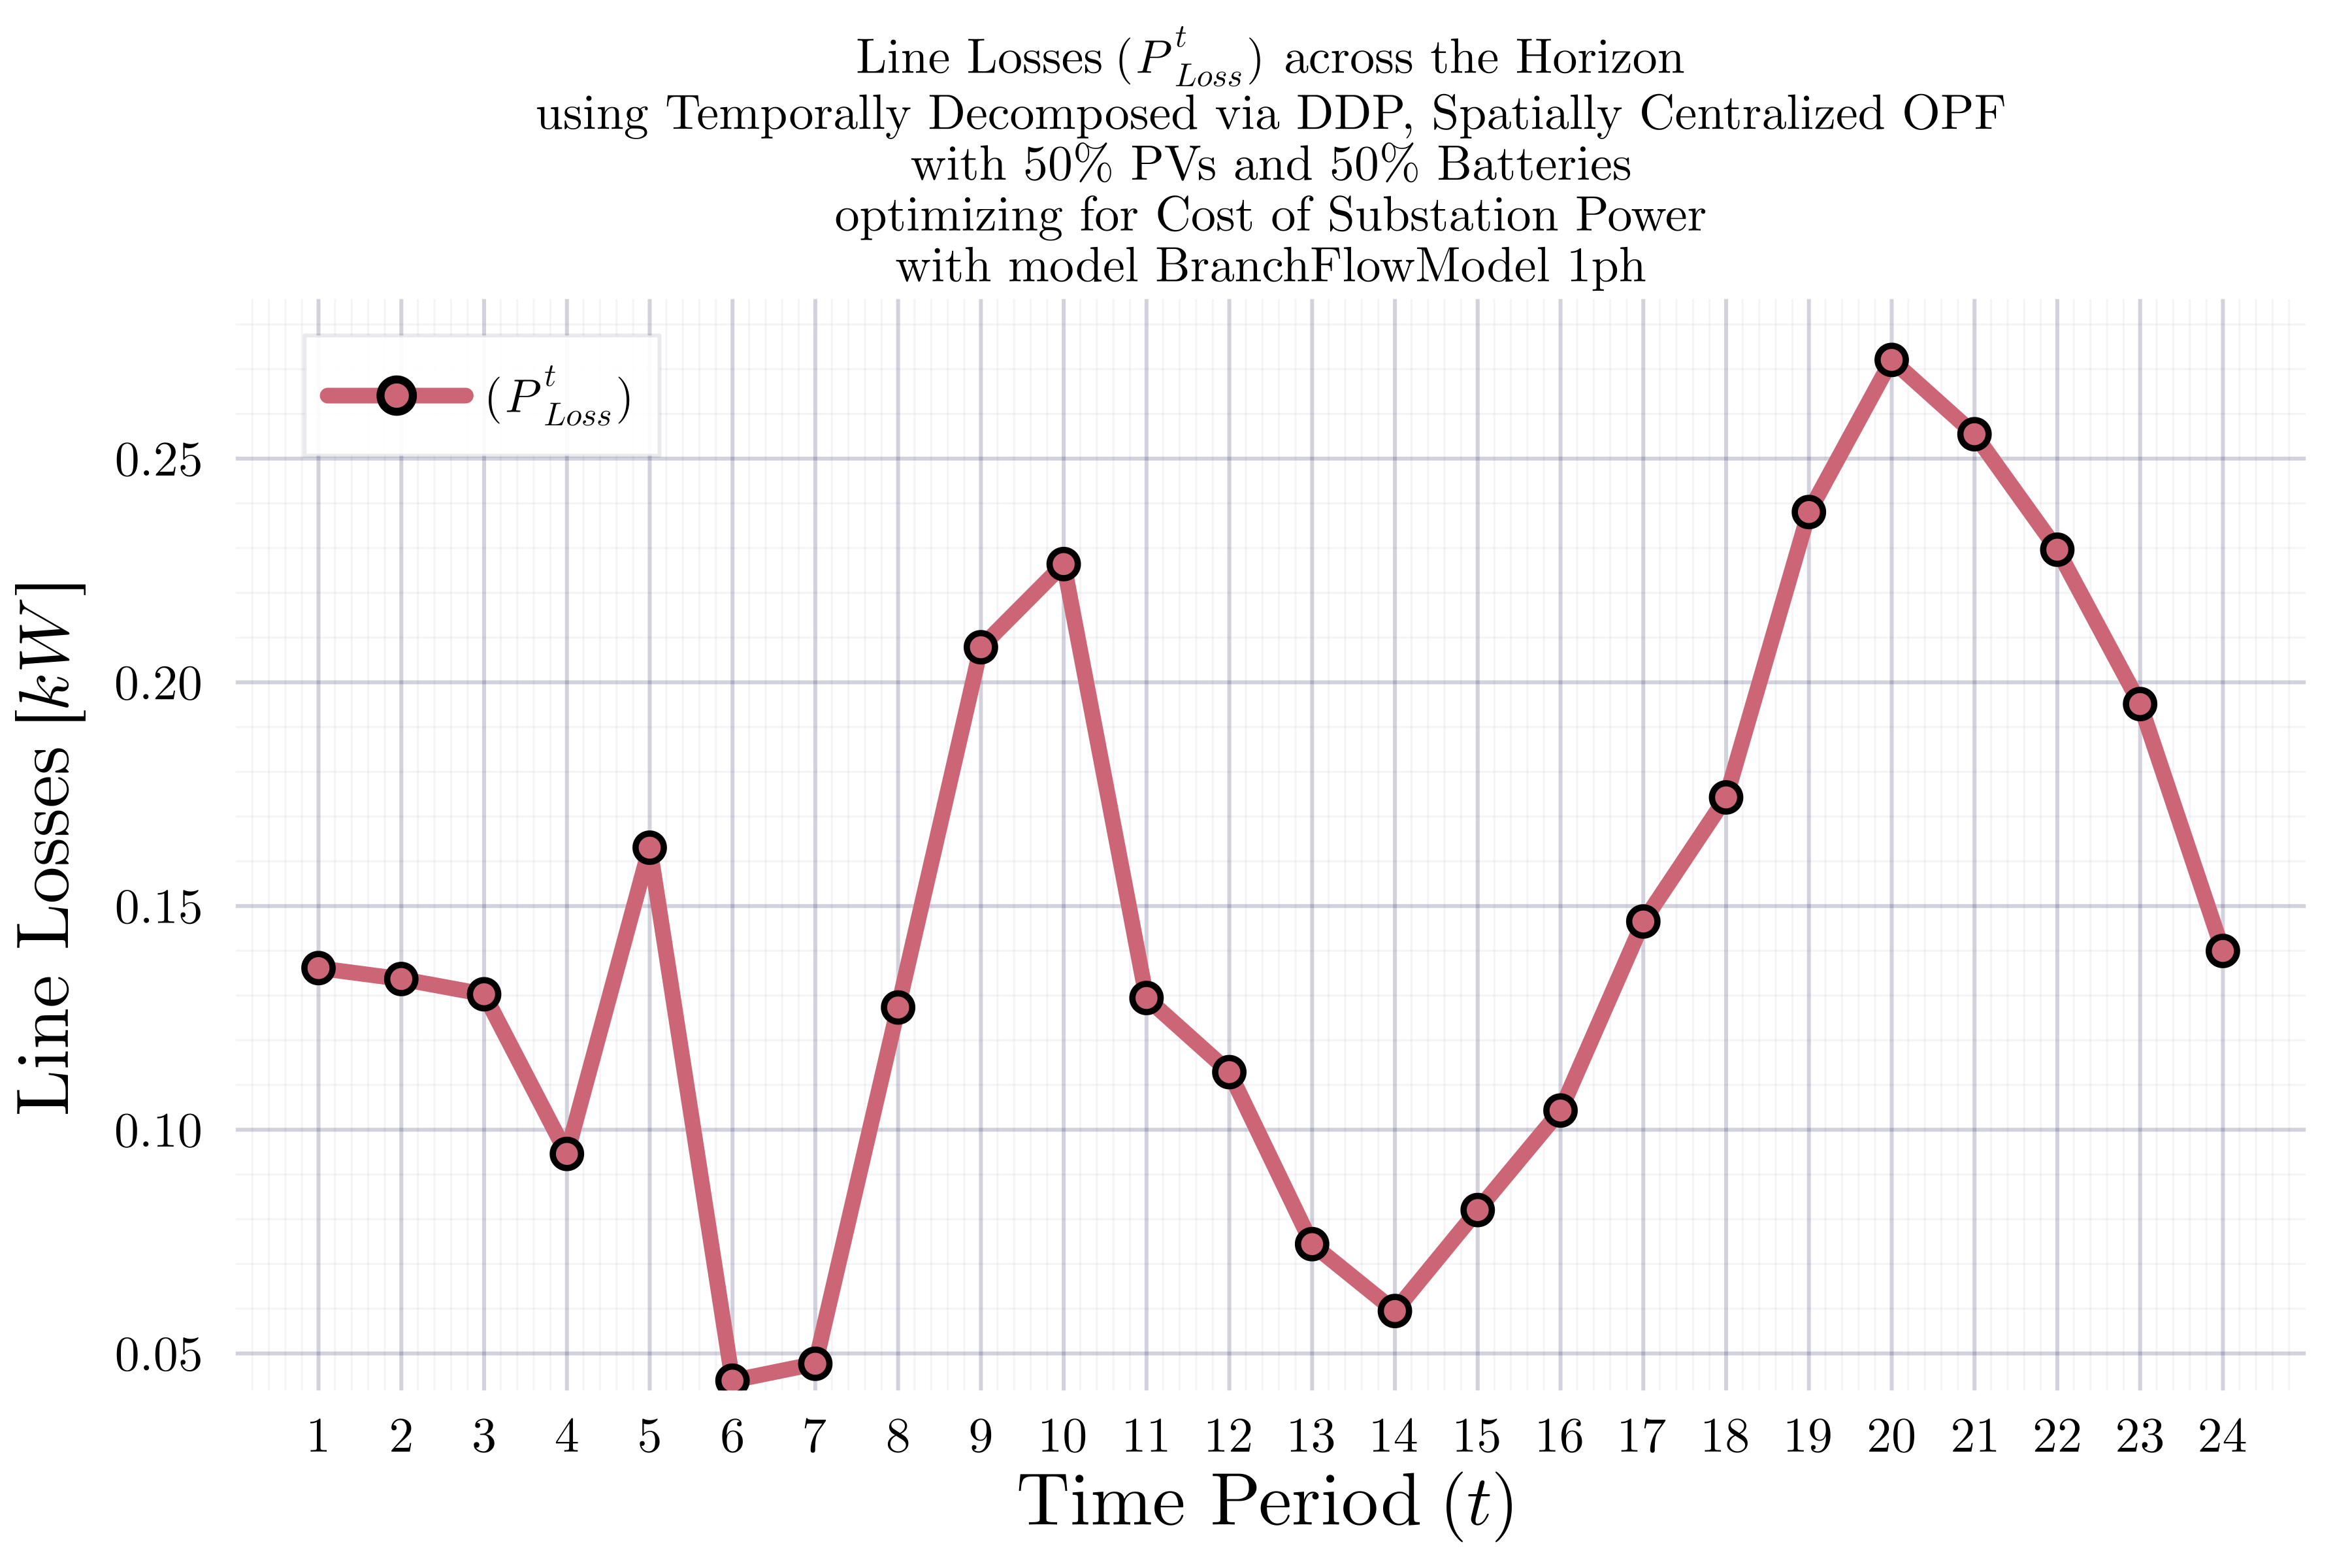 Line Losses (P^t_Loss) across the Horizon
using Temporally Decomposed via DDP, Spatially Centralized OPF
with 50% PVs and 50% Batteries
optimizing for Cost of Substation Power
with model BranchFlowModel 1ph
(P^t_Loss)
Line Losses [kW]
0.25
0.20
0.15
0.10
0.05
1 2 3 4 5 6 7 8 9 10 11 12 13 14 15 16 17 18 19 20 21 22 23 24
Time Period (t)